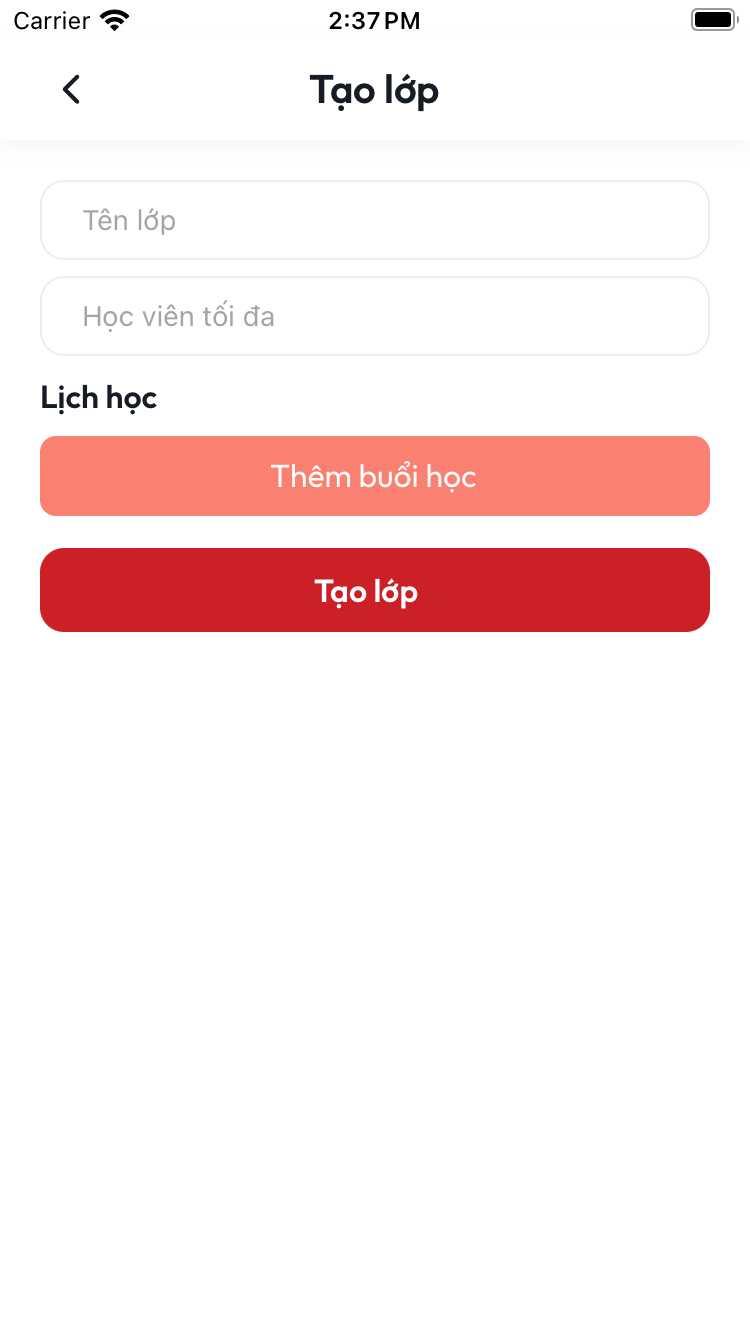 Carrier 2:37 PM
Tạo lớp
Tên lớp
Học viên tối đa
Lịch học
Thêm buổi học
Tạo lớp